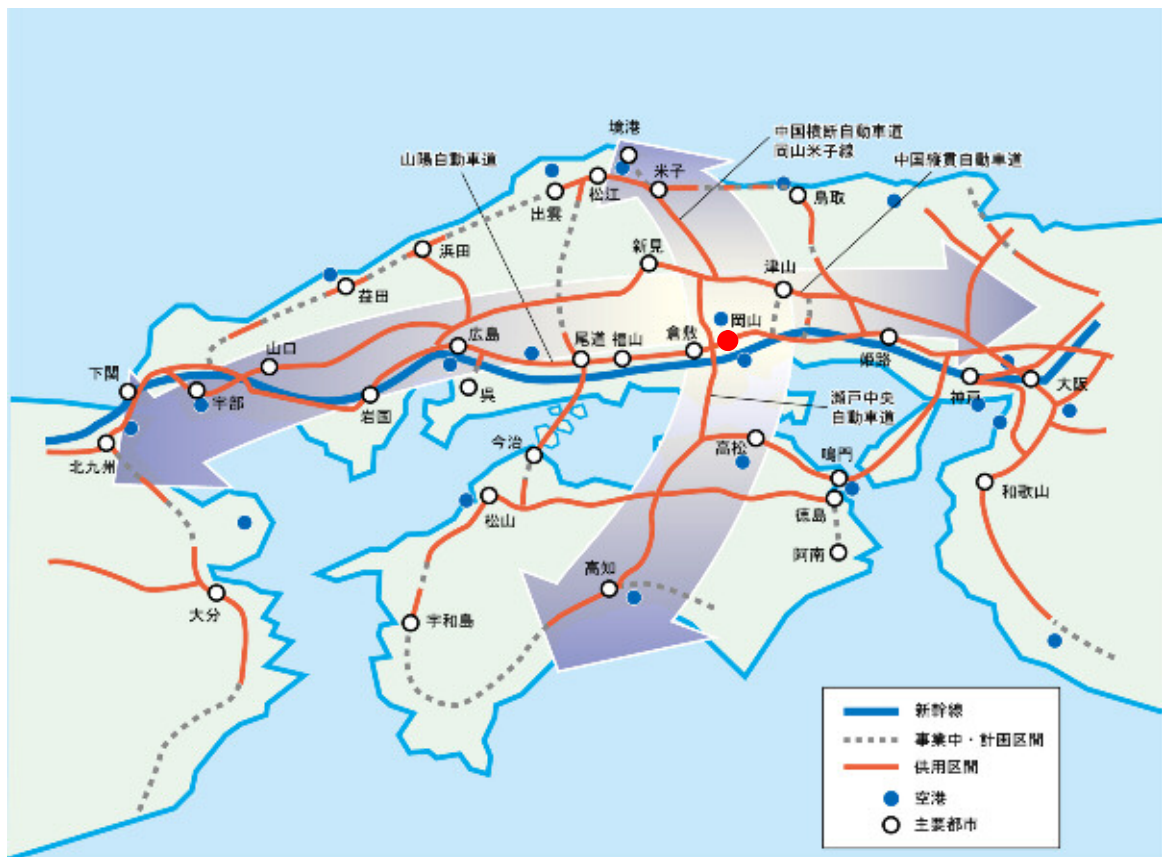 境港
中国横断自動車道
岡山米子線
山陽自動車道
中国縦貫自動車道
松江
米子
出雲
鳥取
浜田
新見
津山
益田
広島
尾道
福山
倉敷
岡山
山口
姫路
下関
宇部
岩国
呉
神戸
大阪
瀬戸中央
自動車道
北九州
今治
高松
鳴門
松山
徳島
和歌山
阿南
高知
大分
宇和島
新幹線
事業中・計画区間
供用区間
空港
主要都市